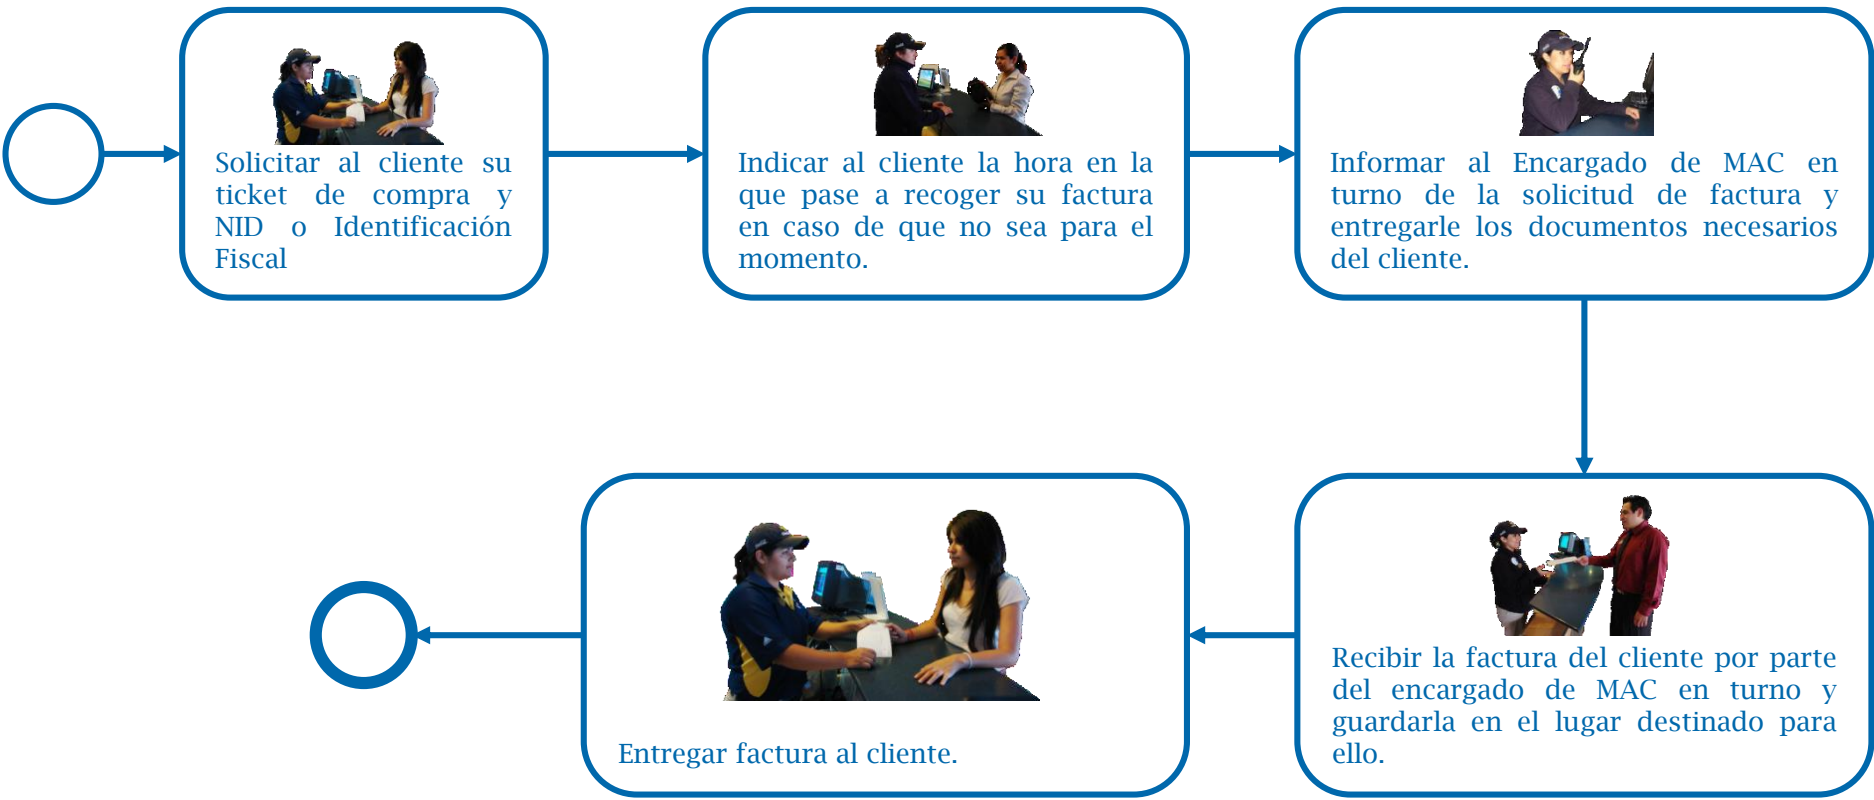 Solicitar al cliente su
ticket de compra y
NID o Identificación
Fiscal
Indicar al cliente la hora en la
que pase a recoger su factura
en caso de que no sea para el
momento.
Informar al Encargado de MAC en
turno de la solicitud de factura y
entregarle los documentos necesarios
del cliente.
Recibir la factura del cliente por parte
del encargado de MAC en turno y
guardarla en el lugar destinado para
ello.
Entregar factura al cliente.